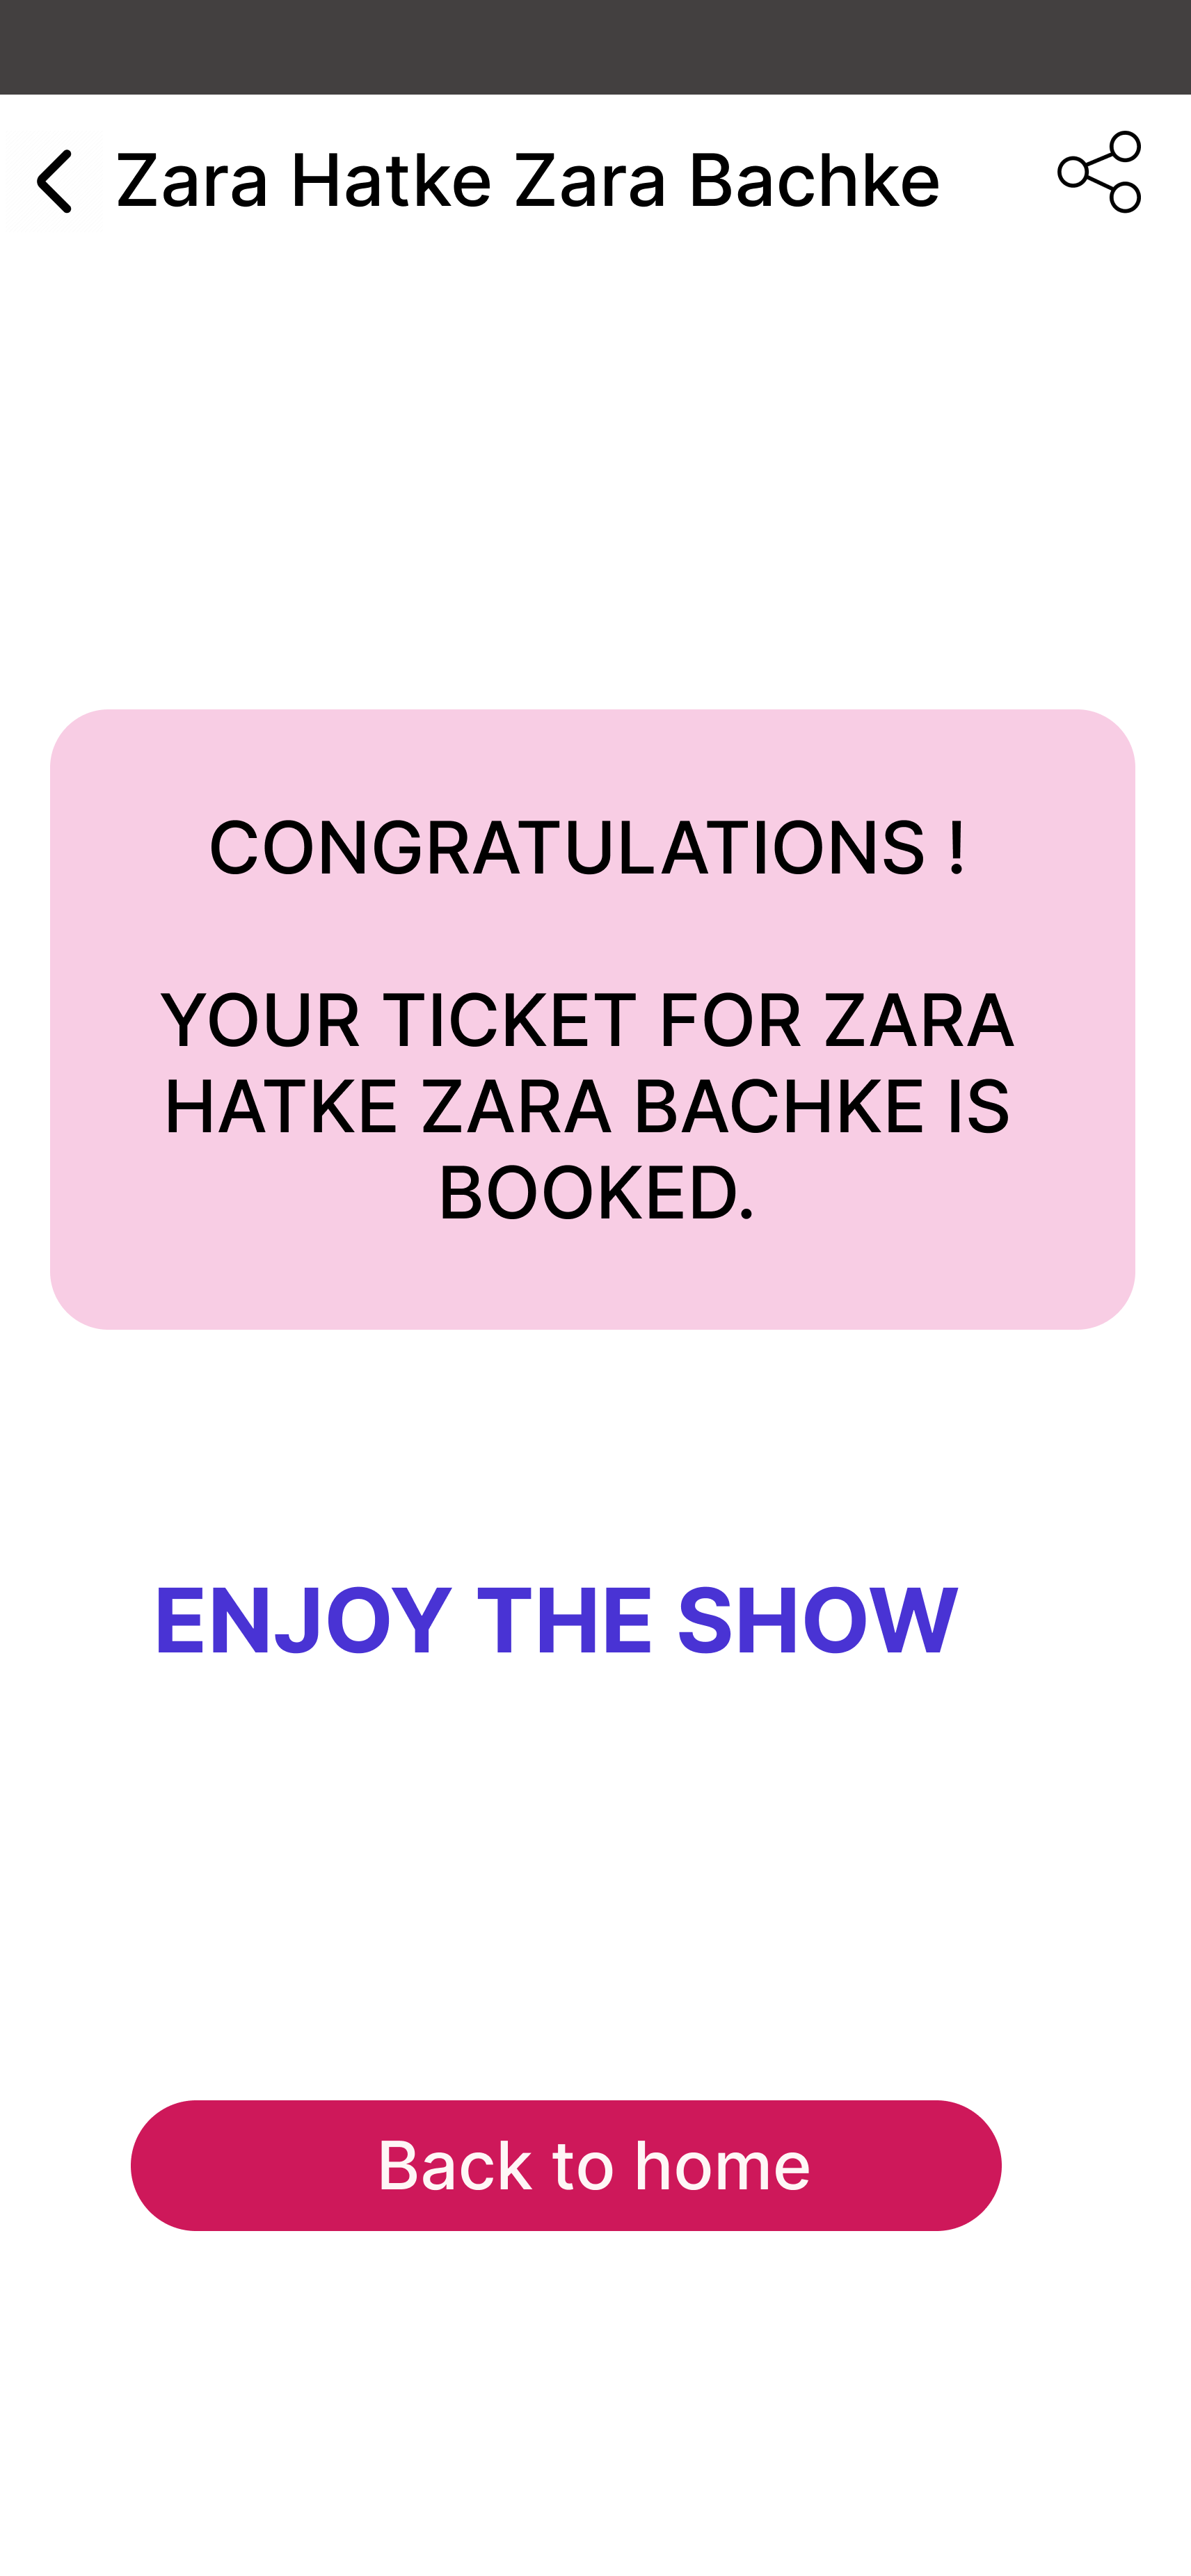 Zara Hatke Zara Bachke
CONGRATULATIONS !
YOUR TICKET FOR ZARA
HATKE ZARA BACHKE IS
BOOKED.
ENJOY THE SHOW
Back to home